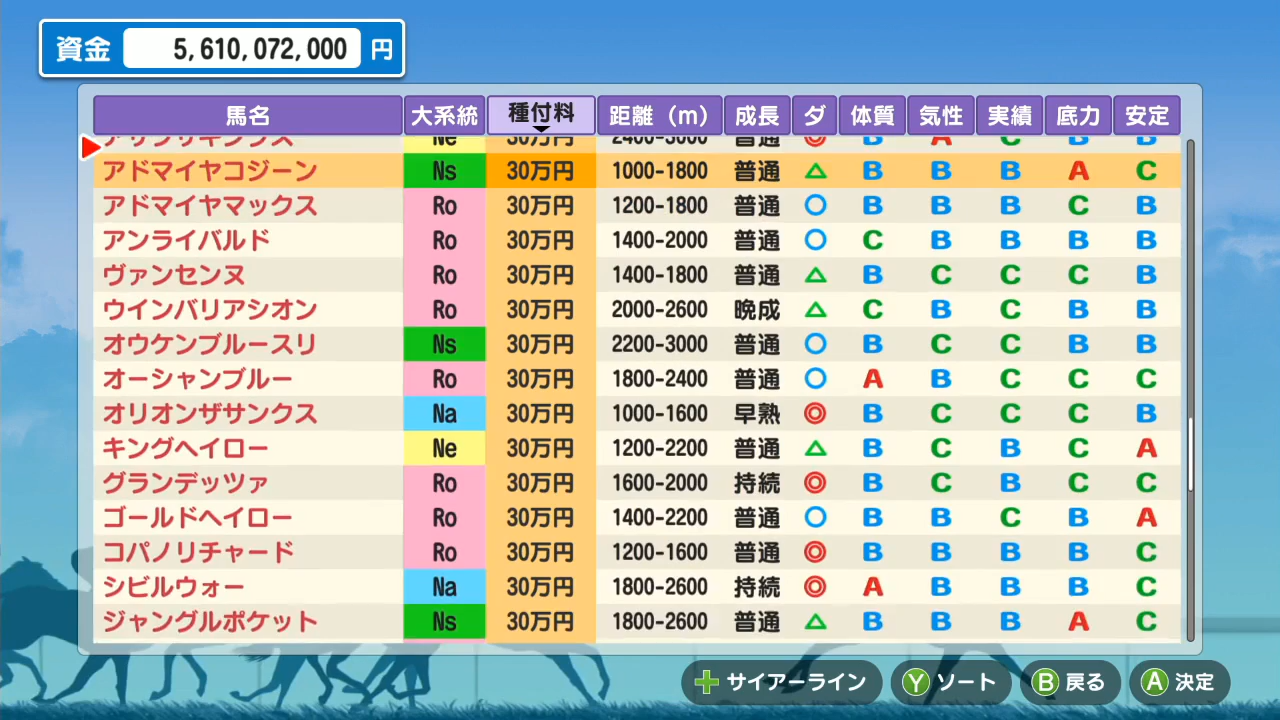 資金 5,610,072,000 円
馬名 大系統 種付料 距離（m） 成長 ダ 体質 気性 実績 底力 安定
Ne 30万円 2400-3000 普通 ◎ B A C B B
アドマイヤコジーン Ns 30万円 1000-1800 普通 △ B B B A C
アドマイヤマックス Ro 30万円 1200-1800 普通 ○ B B B C B
アンライバルド Ro 30万円 1400-2000 普通 ○ C B B B B
ヴァンセンヌ Ro 30万円 1400-1800 普通 △ B C C C B
ウインバリアシオン Ro 30万円 2000-2600 晩成 △ C B C B B
オウケンブルースリ Ns 30万円 2200-3000 普通 ○ B C C B B
オーシャンブルー Ro 30万円 1800-2400 普通 ○ A B C C C
オリオンザサンクス Na 30万円 1000-1600 早熟 ◎ B C C C B
キングヘイロー Ne 30万円 1200-2200 普通 △ B C B C A
グランデッツァ Ro 30万円 1600-2000 持続 ◎ B C B C C
ゴールドヘイロー Ro 30万円 1400-2200 普通 ○ B B C B A
コパノリチャード Ro 30万円 1200-1600 普通 ◎ B B B B C
シビルウォー Na 30万円 1800-2600 持続 ◎ A B B B C
ジャングルポケット Ns 30万円 1800-2600 普通 △ B B B A C
サイアーライン Y ソート B 戻る A 決定